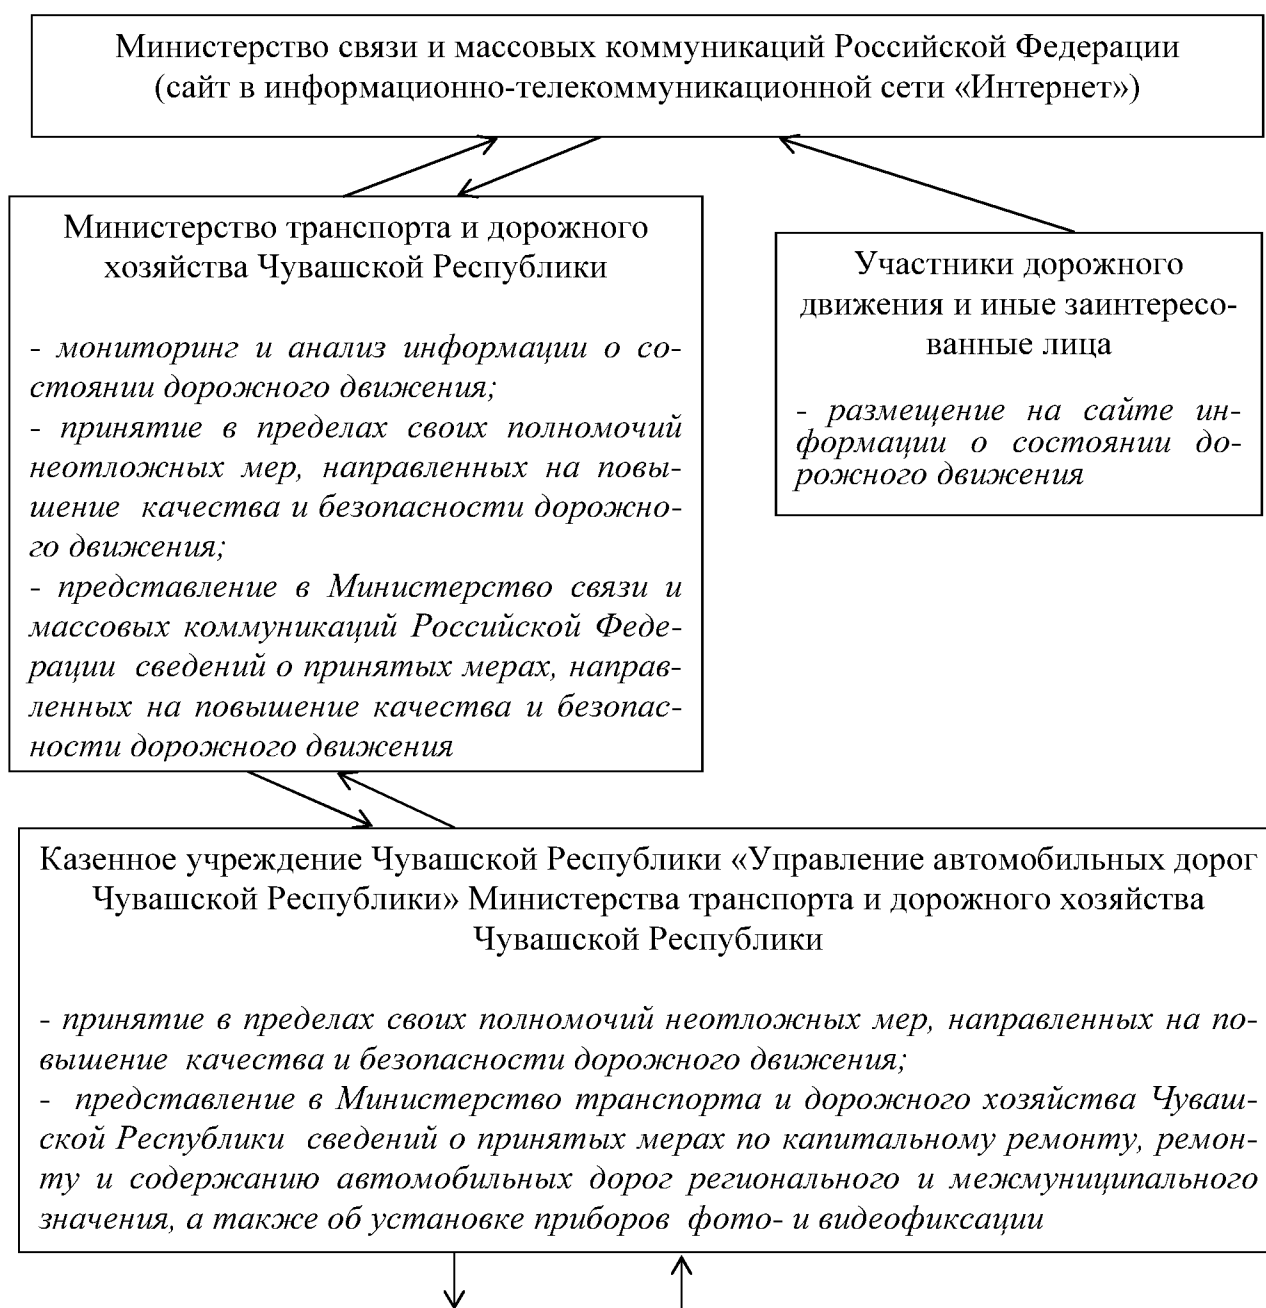 Министерство связи и массовых коммуникаций Российской Федерации
(сайт в информационно-телекоммуникационной сети «Интернет»)
Министерство транспорта и дорожного
хозяйства Чувашской Республики
- мониторинг и анализ информации о со-
стоянии дорожного движения;
- принятие в пределах своих полномочий
неотложных мер, направленных на повы-
шение качества и безопасности дорожно-
го движения;
- представление в Министерство связи и
массовых коммуникаций Российской Феде-
рации сведений о принятых мерах, направ-
ленных на повышение качества и безопас-
ности дорожного движения
Участники дорожного
движения и иные заинтересо-
ванные лица
- размещение на сайте ин-
формации о состоянии до-
рожного движения
Казенное учреждение Чувашской Республики «Управление автомобильных дорог
Чувашской Республики» Министерства транспорта и дорожного хозяйства
Чувашской Республики
- принятие в пределах своих полномочий неотложных мер, направленных на по-
вышение качества и безопасности дорожного движения;
- представление в Министерство транспорта и дорожного хозяйства Чуваш-
ской Республики сведений о принятых мерах по капитальному ремонту, ремон-
ту и содержанию автомобильных дорог регионального и межмуниципального
значения, а также об установке приборов фото- и видеофиксации